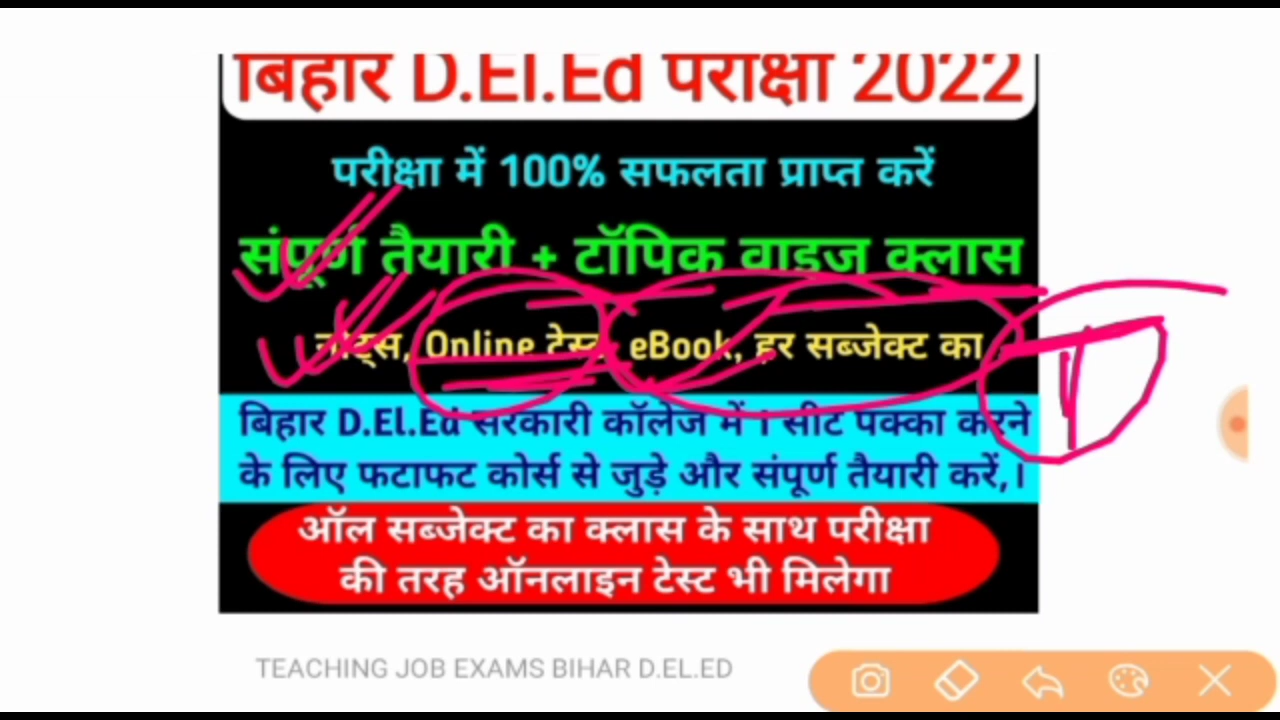 बिहार D.El.Ed परीक्षा 2022
परीक्षा में 100% सफलता प्राप्त करें
संपूर्ण तैयारी + टॉपिक वाइज क्लास
नोट्स, Online टेस्ट, eBook, हर सब्जेक्ट का
बिहार D.El.Ed सरकारी कॉलेज में 1 सीट पक्का करने
के लिए फटाफट कोर्स से जुड़े और संपूर्ण तैयारी करें,।
ऑल सब्जेक्ट का क्लास के साथ परीक्षा
की तरह ऑनलाइन टेस्ट भी मिलेगा
TEACHING JOB EXAMS BIHAR D.EL.ED